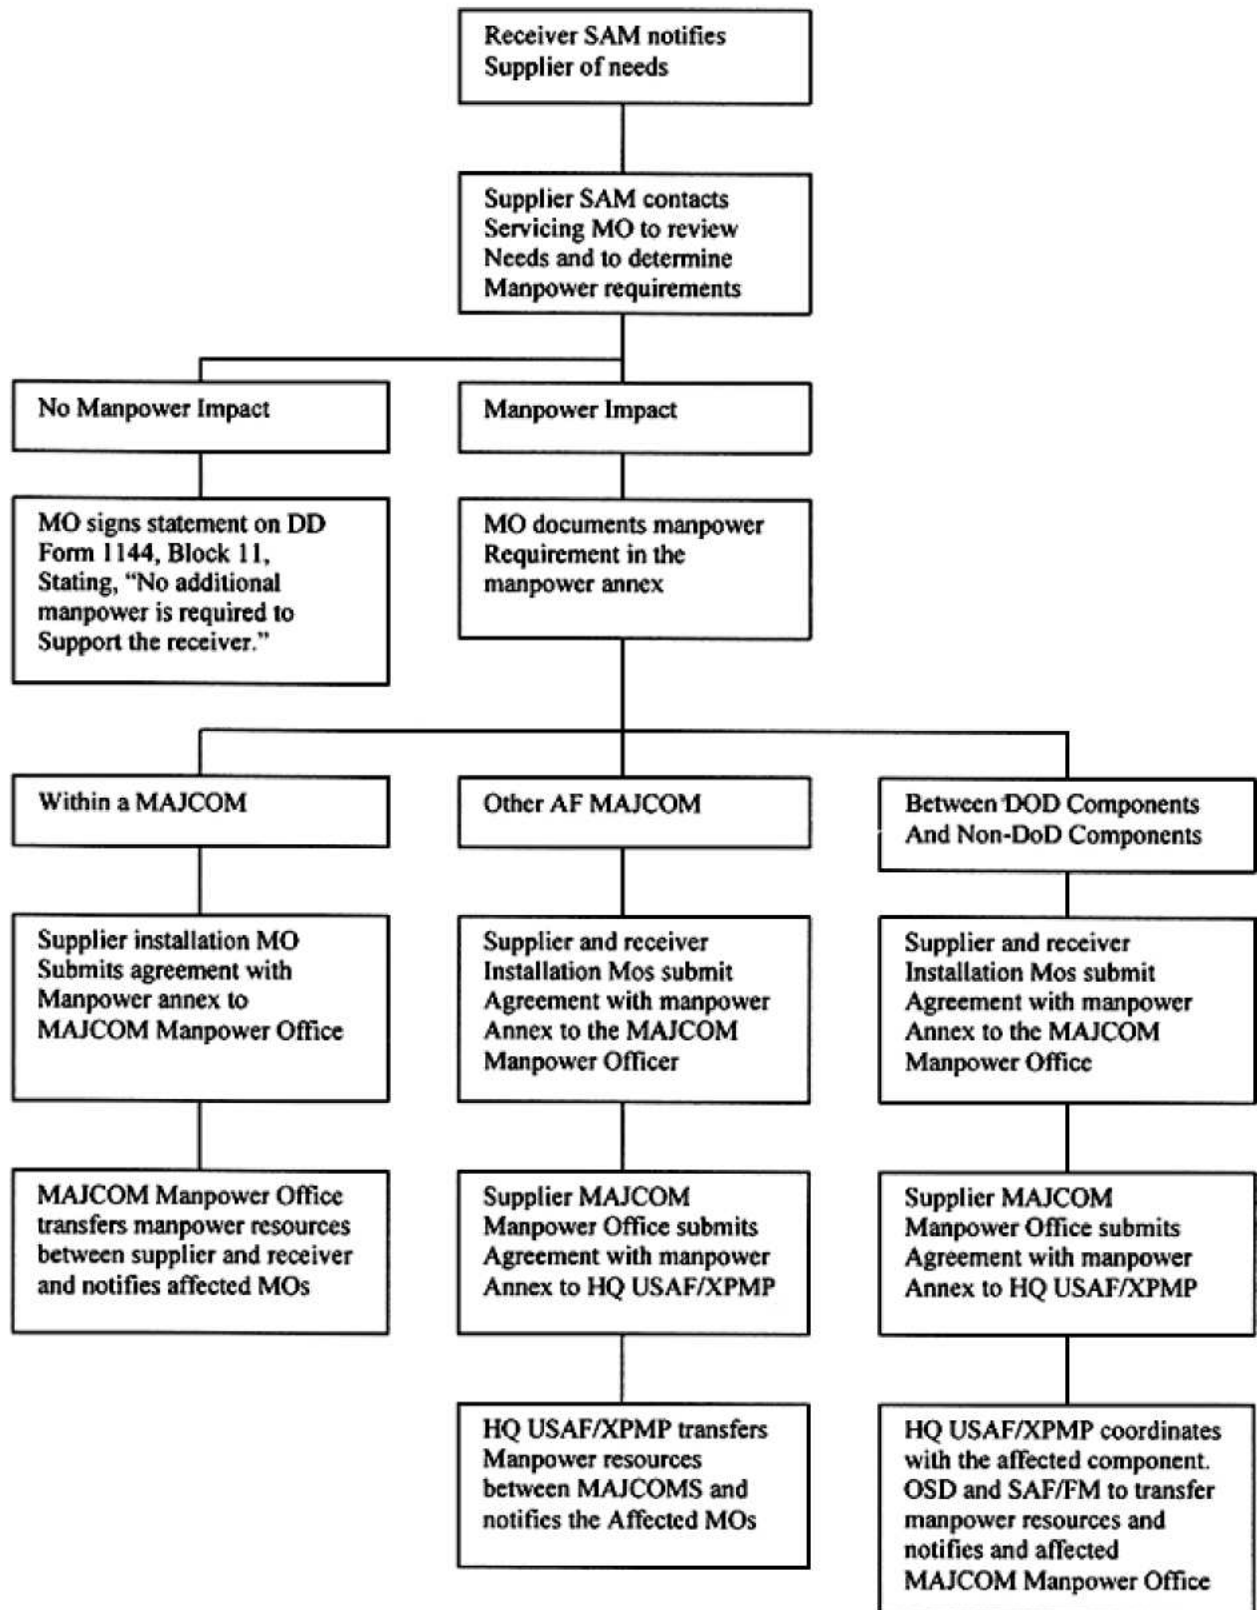 Receiver SAM notifies
Supplier of needs
Supplier SAM contacts
Servicing MO to review
Needs and to determine
Manpower requirements
No Manpower Impact
Manpower Impact
MO signs statement on DD
Form 1144, Block 11,
Stating, “No additional
manpower is required to
Support the receiver.”
MO documents manpower
Requirement in the
manpower annex
Within a MAJCOM
Other AF MAJCOM
Between DOD Components
And Non-DoD Components
Supplier installation MO
Submits agreement with
Manpower annex to
MAJCOM Manpower Office
Supplier and receiver
Installation Mos submit
Agreement with manpower
Annex to the MAJCOM
Manpower Officer
Supplier and receiver
Installation Mos submit
Agreement with manpower
Annex to the MAJCOM
Manpower Office
MAJCOM Manpower Office
transfers manpower resources
between supplier and receiver
and notifies affected MOs
Supplier MAJCOM
Manpower Office submits
Agreement with manpower
Annex to HQ USAF/XPMP
Supplier MAJCOM
Manpower Office submits
Agreement with manpower
Annex to HQ USAF/XPMP
HQ USAF/XPMP transfers
Manpower resources
between MAJCOMS and
notifies the Affected MOs
HQ USAF/XPMP coordinates
with the affected component.
OSD and SAF/FM to transfer
manpower resources and
notifies and affected
MAJCOM Manpower Office